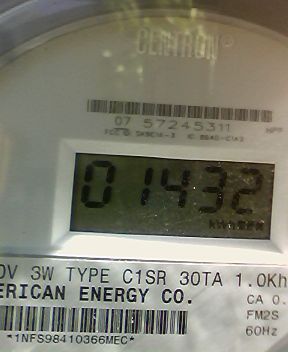 CENTRON®
07 57245311
01432
0V 3W TYPE C1SR 30TA 1.0Kh
ERICAN ENERGY CO.
CA 0.
FM2S
60Hz
*1NFS98410366MEC*